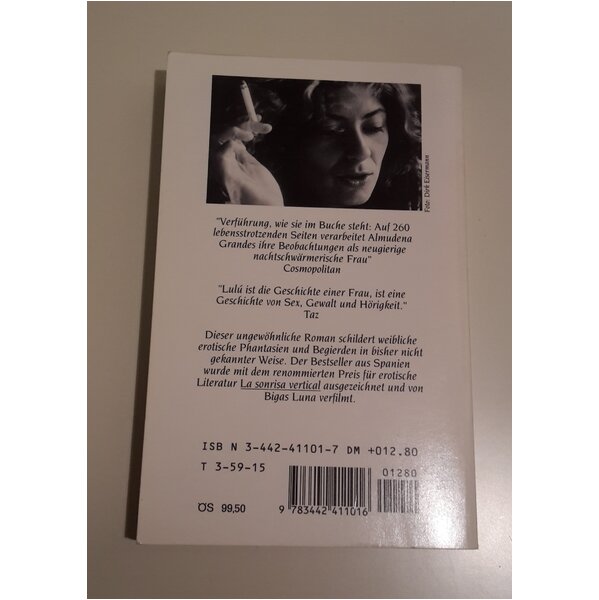 Foto: Dirk Eisermann
"Verführung, wie sie im Buche steht: Auf 260
lebensstrotzenden Seiten verarbeitet Almudena
Grandes ihre Beobachtungen als neugierige
nachtschwärmerische Frau"
Cosmopolitan
"Lulú ist die Geschichte einer Frau, ist eine
Geschichte von Sex, Gewalt und Hörigkeit."
Taz
Dieser ungewöhnliche Roman schildert weibliche
erotische Phantasien und Begierden in bisher nicht
gekannter Weise. Der Bestseller aus Spanien
wurde mit dem renommierten Preis für erotische
Literatur La sonrisa vertical ausgezeichnet und von
Bigas Luna verfilmt.
ISB N 3-442-41101-7 DM +012.80
T 3-59-15
01280
ÖS 99,50
9 783442 411016